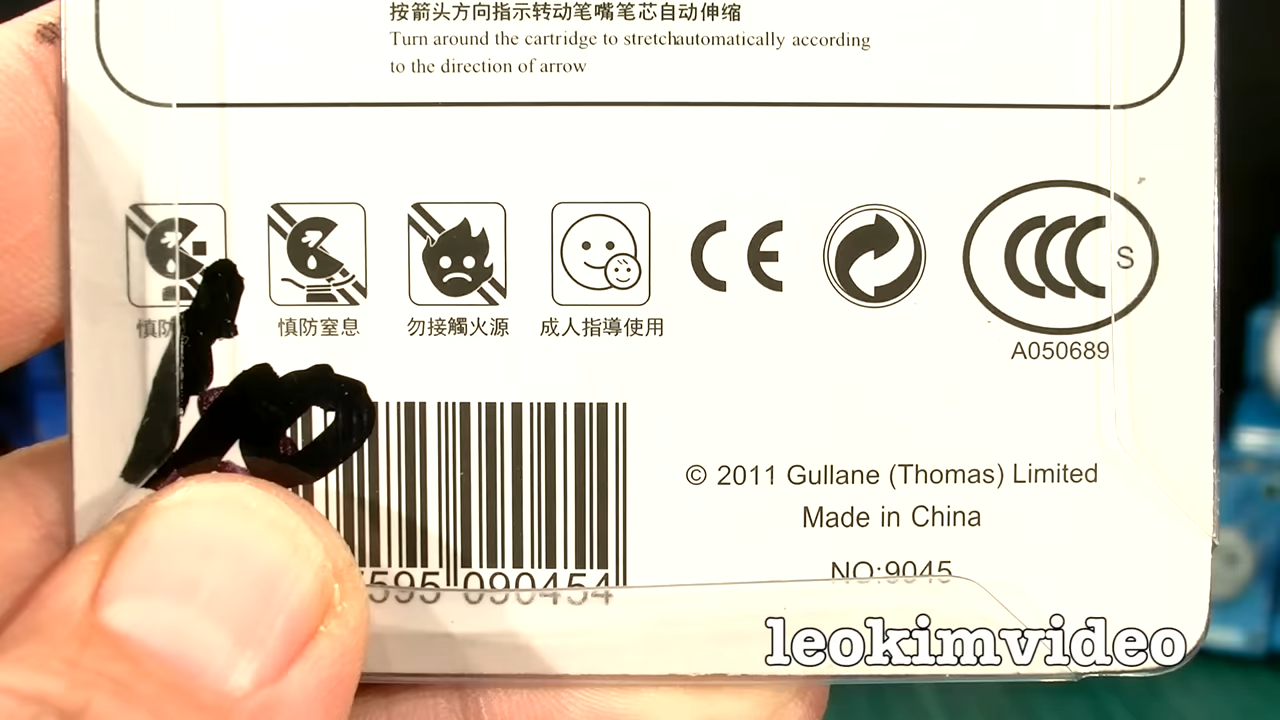 按箭头方向指示转动笔嘴笔芯自动伸缩
Turn around the cartridge to stretchautomatically according
to the direction of arrow
CE
CCC S
慎防
慎防窒息
勿接觸火源
成人指導使用
A050689
© 2011 Gullane (Thomas) Limited
Made in China
NO:9045
595 090454
leokimvideo